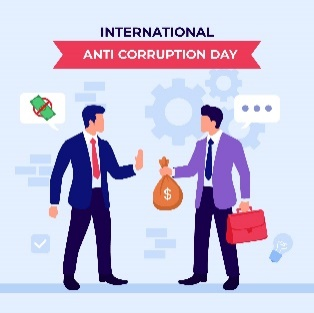 INTERNATIONAL
ANTI CORRUPTION DAY
$